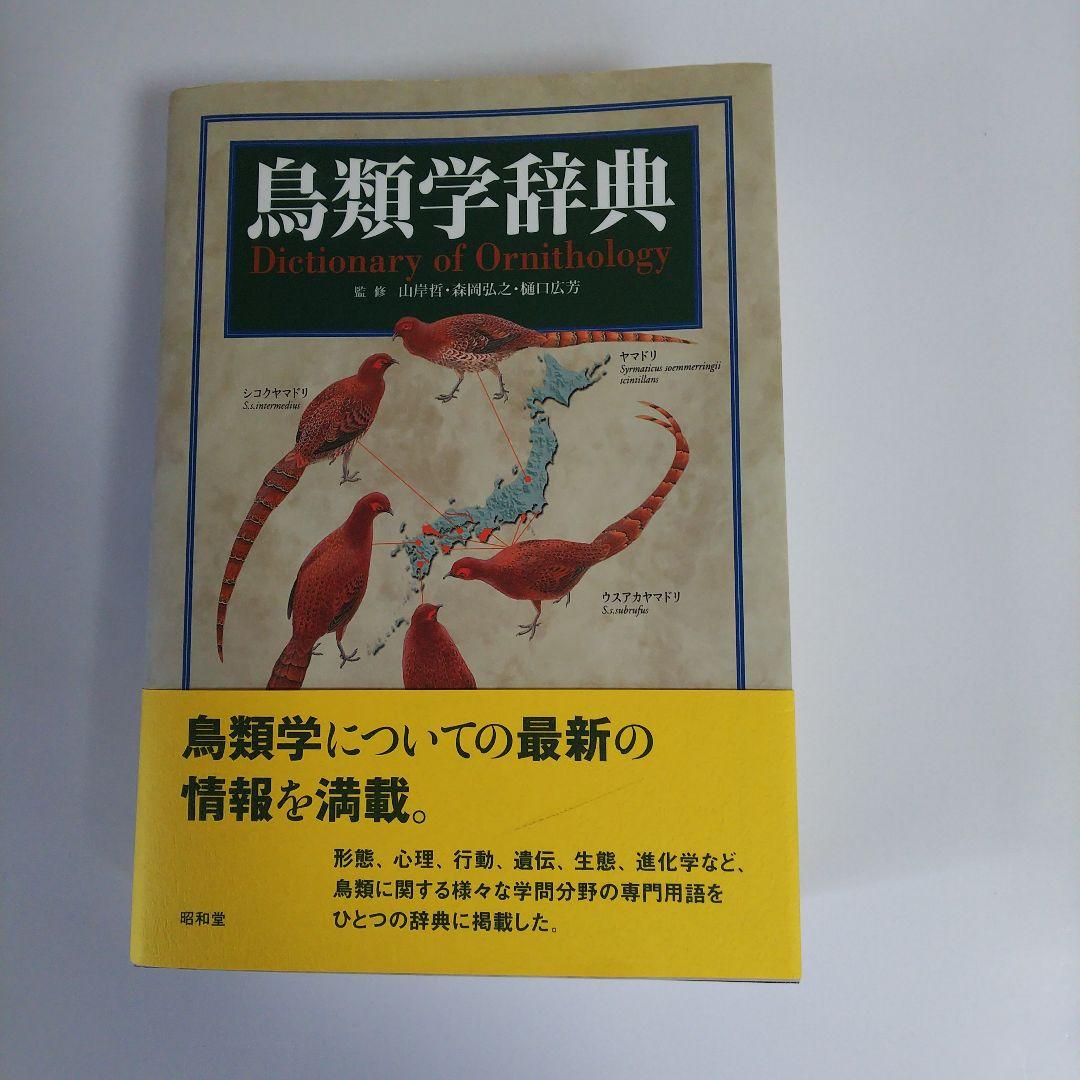 鳥類学辞典
Dictionary of Ornithology
監修 山岸哲・森岡弘之・樋口広芳
ヤマドリ
Syrmaticus soemmerringii
scintillans
シコクヤマドリ
S.s.intermedius
ウスアカヤマドリ
S.s.subrufus
鳥類学についての最新の
情報を満載。
形態、心理、行動、遺伝、生態、進化学など、
鳥類に関する様々な学問分野の専門用語を
ひとつの辞典に掲載した。
昭和堂